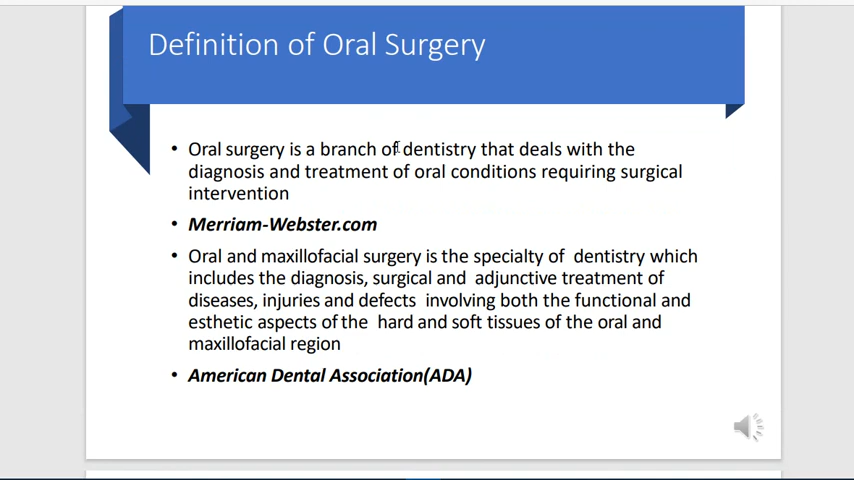 Definition of Oral Surgery
• Oral surgery is a branch of dentistry that deals with the
diagnosis and treatment of oral conditions requiring surgical
intervention
• Merriam-Webster.com
• Oral and maxillofacial surgery is the specialty of dentistry which
includes the diagnosis, surgical and adjunctive treatment of
diseases, injuries and defects involving both the functional and
esthetic aspects of the hard and soft tissues of the oral and
maxillofacial region
• American Dental Association(ADA)